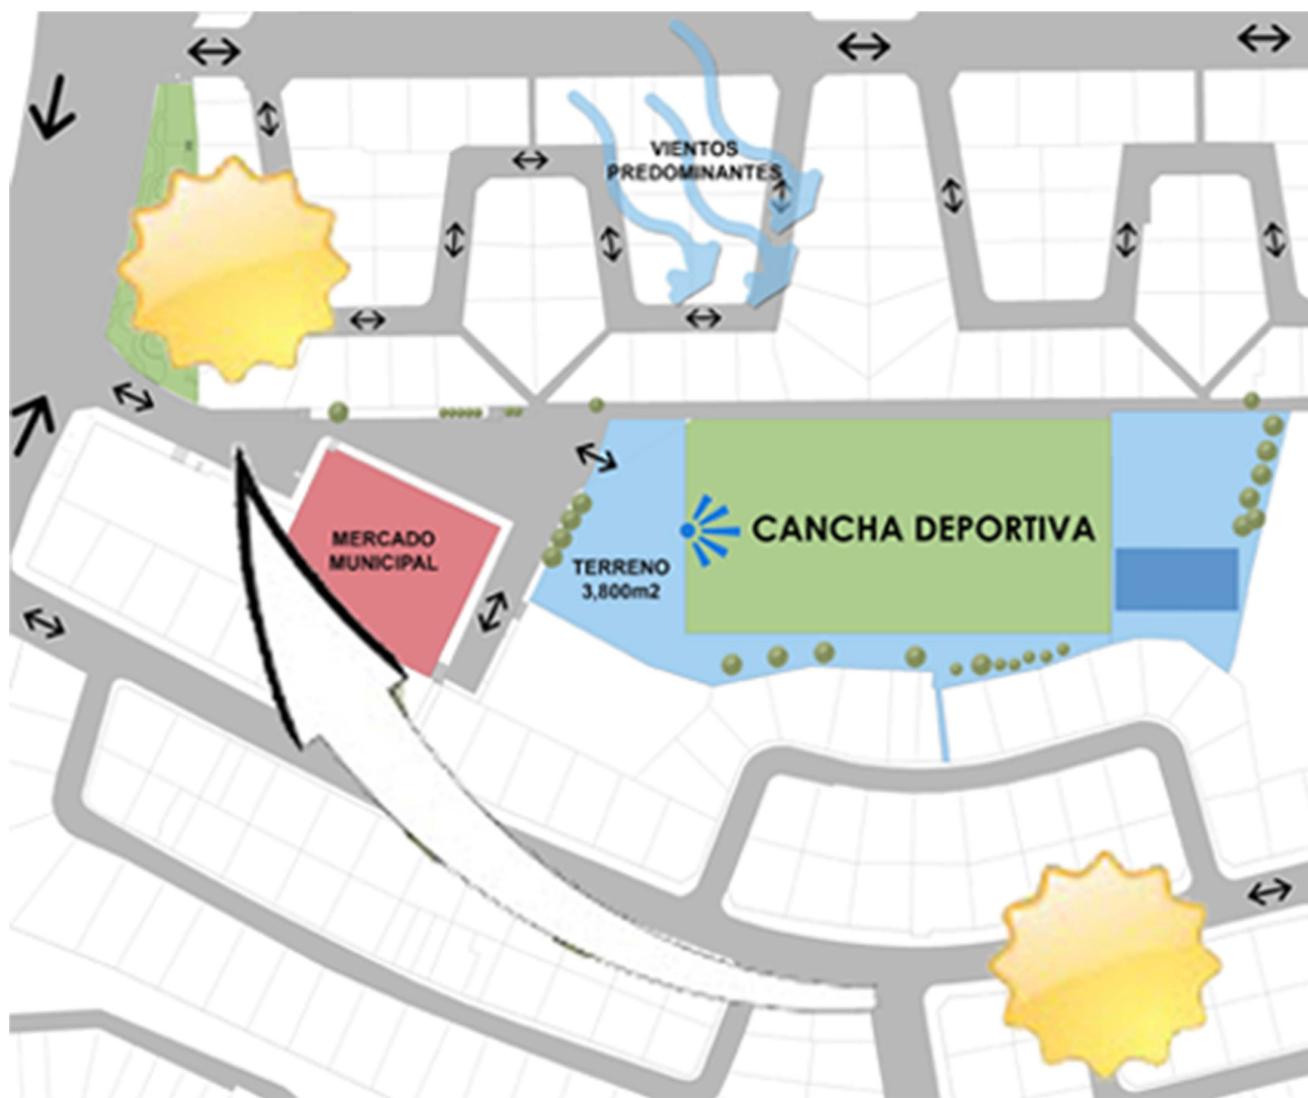 VIENTOS
PREDOMINANTES
MERCADO
MUNICIPAL
CANCHA DEPORTIVA
TERRENO
3,800m2